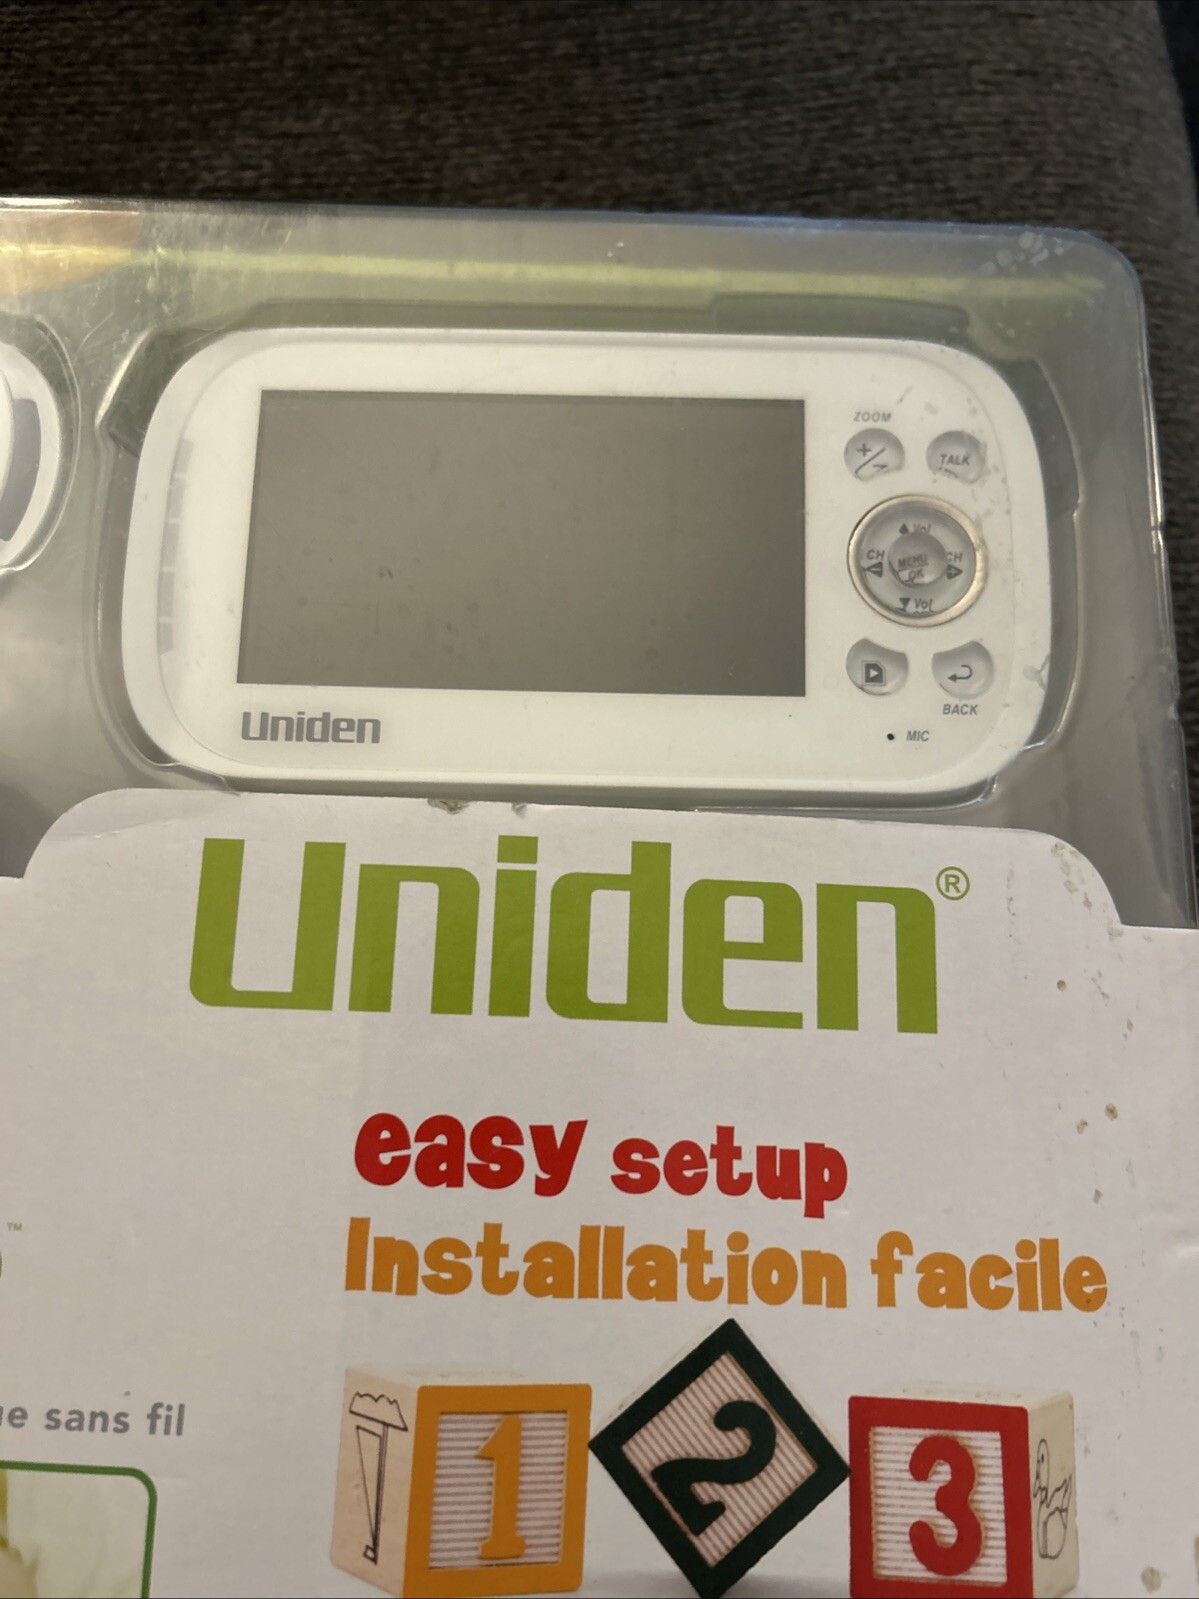 ZOOM
+/-
TALK
Vol
CH
MENU
OK
CH
Vol
BACK
MIC
Uniden
Uniden®
easy setup
Installation facile
™
sans fil
1
2
3